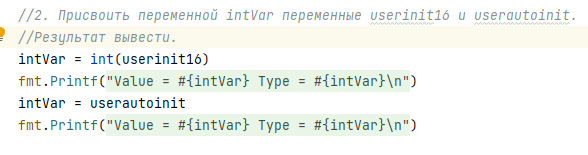 //2. Присвоить переменной intVar переменные userinit16 и userautoinit.
//Результат вывести.
intVar = int(userinit16)
fmt.Printf("Value = #{intVar} Type = #{intVar}\n")
intVar = userautoinit
fmt.Printf("Value = #{intVar} Type = #{intVar}\n")